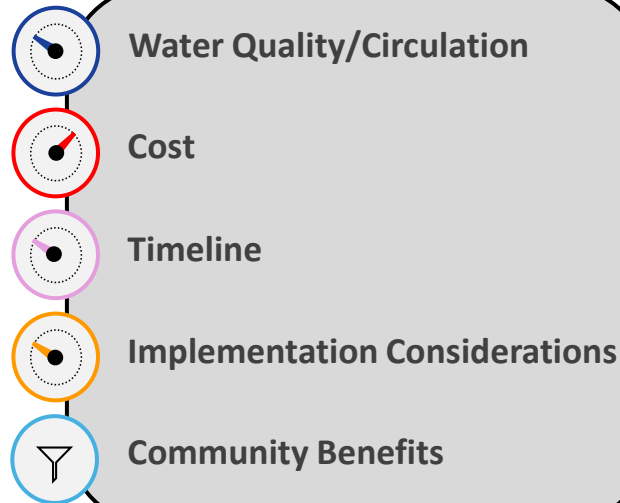 Water Quality/Circulation
Cost
Timeline
Implementation Considerations
Community Benefits